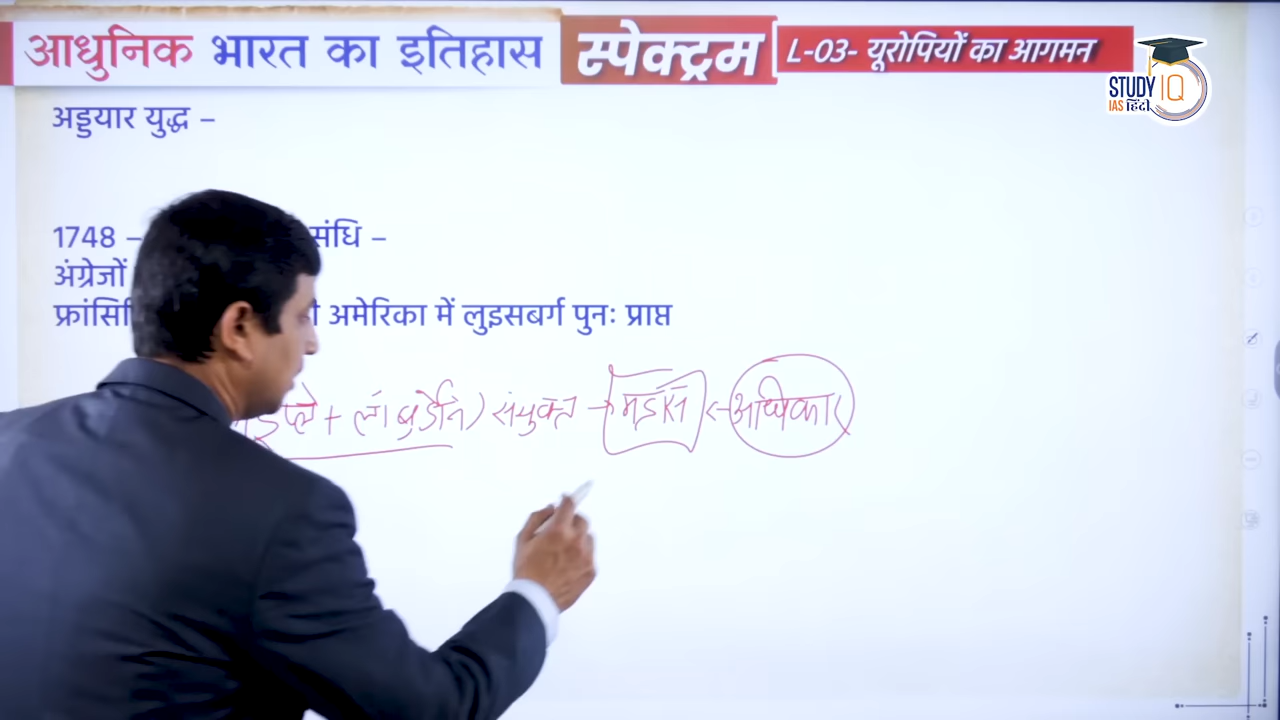 आधुनिक भारत का इतिहास स्पेक्ट्रम L-03- यूरोपियों का आगमन
STUDY IQ
IAS हिंदी
अड्डयार युद्ध –
1748 – संधि –
अंग्रेजों
अमेरिका में लुइसबर्ग पुनः प्राप्त
संयुक्त → मद्रास ← अधिकार